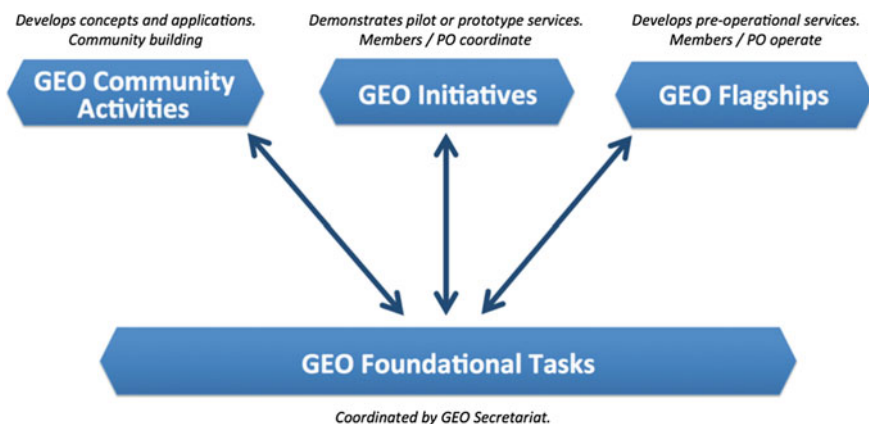 Develops concepts and applications.
Community building
GEO Community
Activities
Demonstrates pilot or prototype services.
Members / PO coordinate
GEO Initiatives
Develops pre-operational services.
Members / PO operate
GEO Flagships
GEO Foundational Tasks
Coordinated by GEO Secretariat.